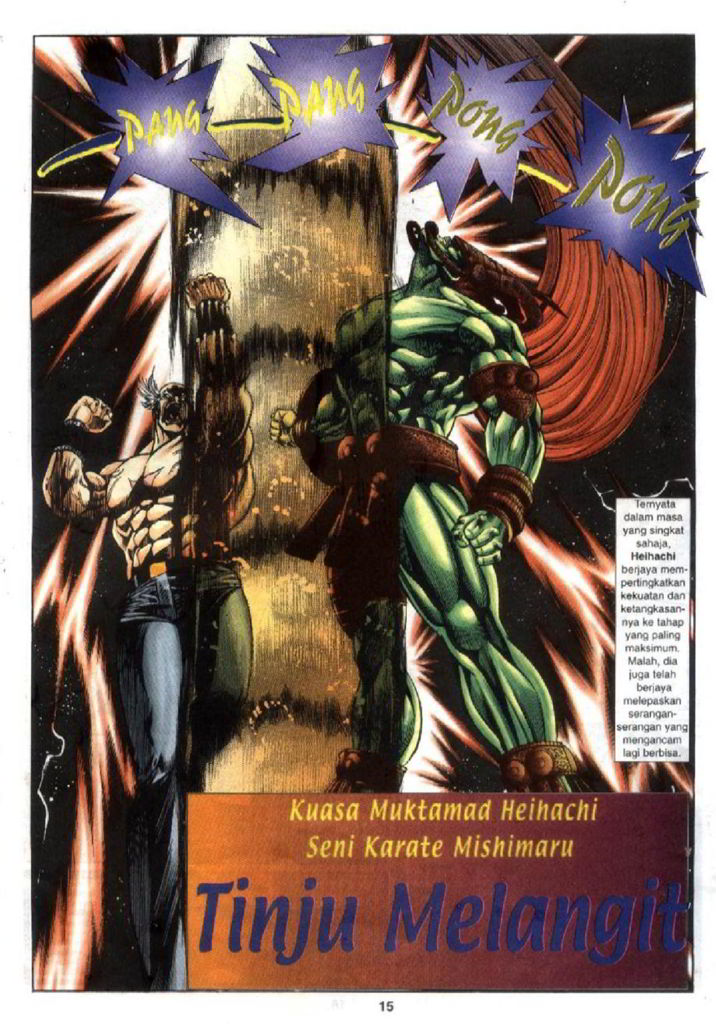 PANG
PANG
PONG
PONG
Ternyata
dalam masa
yang singkat
sahaja,
Heihachi
berjaya mem-
pertingkatkan
kekuatan dan
ketangkasan-
nya ke tahap
yang paling
maksimum.
Malah, dia
juga telah
berjaya
melepaskan
serangan-
serangan yang
mengancam
lagi berbisa.
Kuasa Muktamad Heihachi
Seni Karate Mishimaru
Tinju Melangit
15